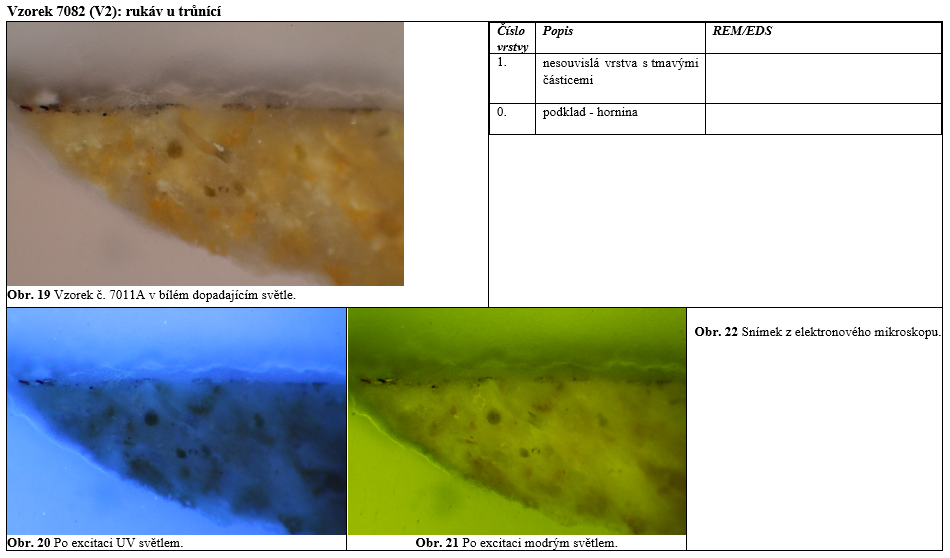 Vzorek 7082 (V2): rukáv u trůnící
Číslo
vrstvy
Popis
REM/EDS
1.
nesouvislá vrstva s tmavými
částicemi
0.
podklad - hornina
Obr. 19 Vzorek č. 7011A v bílém dopadajícím světle.
Obr. 22 Snímek z elektronového mikroskopu.
Obr. 20 Po excitaci UV světlem.
Obr. 21 Po excitaci modrým světlem.